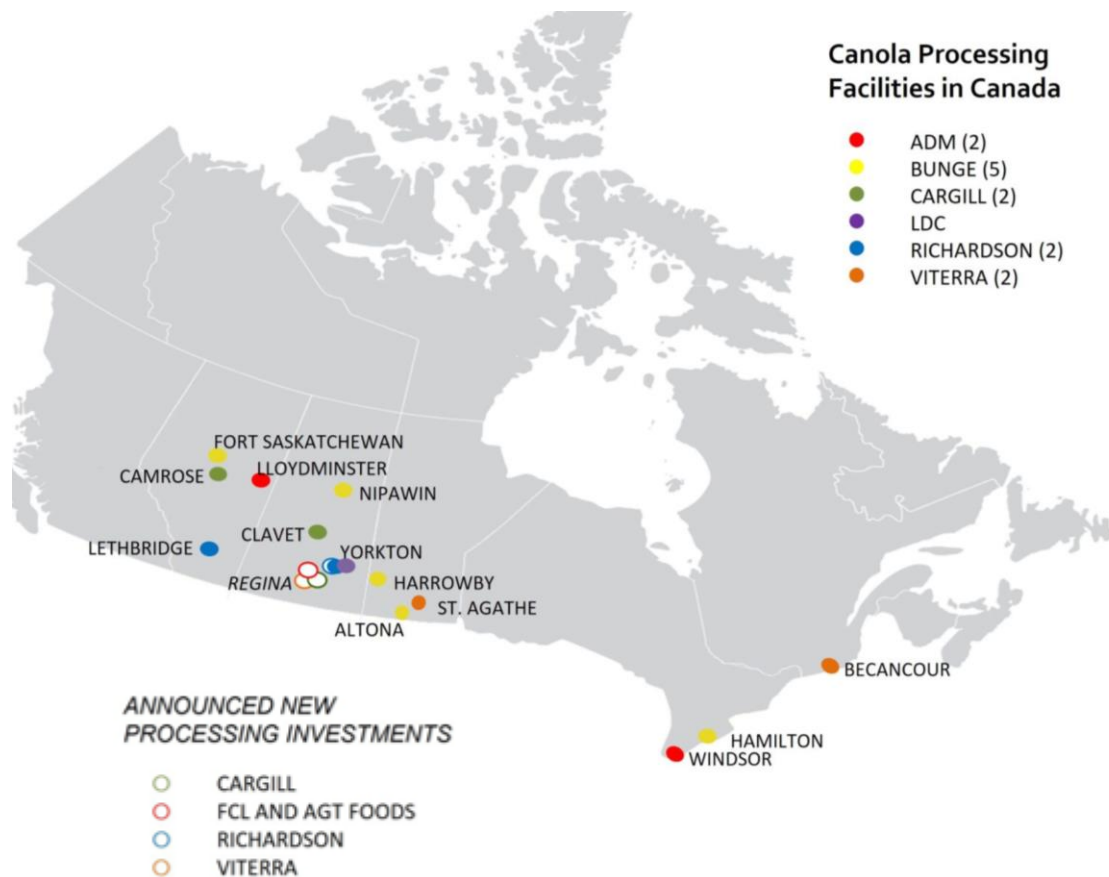 Canola Processing
Facilities in Canada
ADM (2)
BUNGE (5)
CARGILL (2)
LDC
RICHARDSON (2)
VITERRA (2)
FORT SASKATCHEWAN
CAMROSE
LLOYDMINSTER
NIPAWIN
CLAVET
LETHBRIDGE
YORKTON
REGINA
HARROWBY
ST. AGATHE
ALTONA
BECANCOUR
HAMILTON
WINDSOR
ANNOUNCED NEW
PROCESSING INVESTMENTS
CARGILL
FCL AND AGT FOODS
RICHARDSON
VITERRA